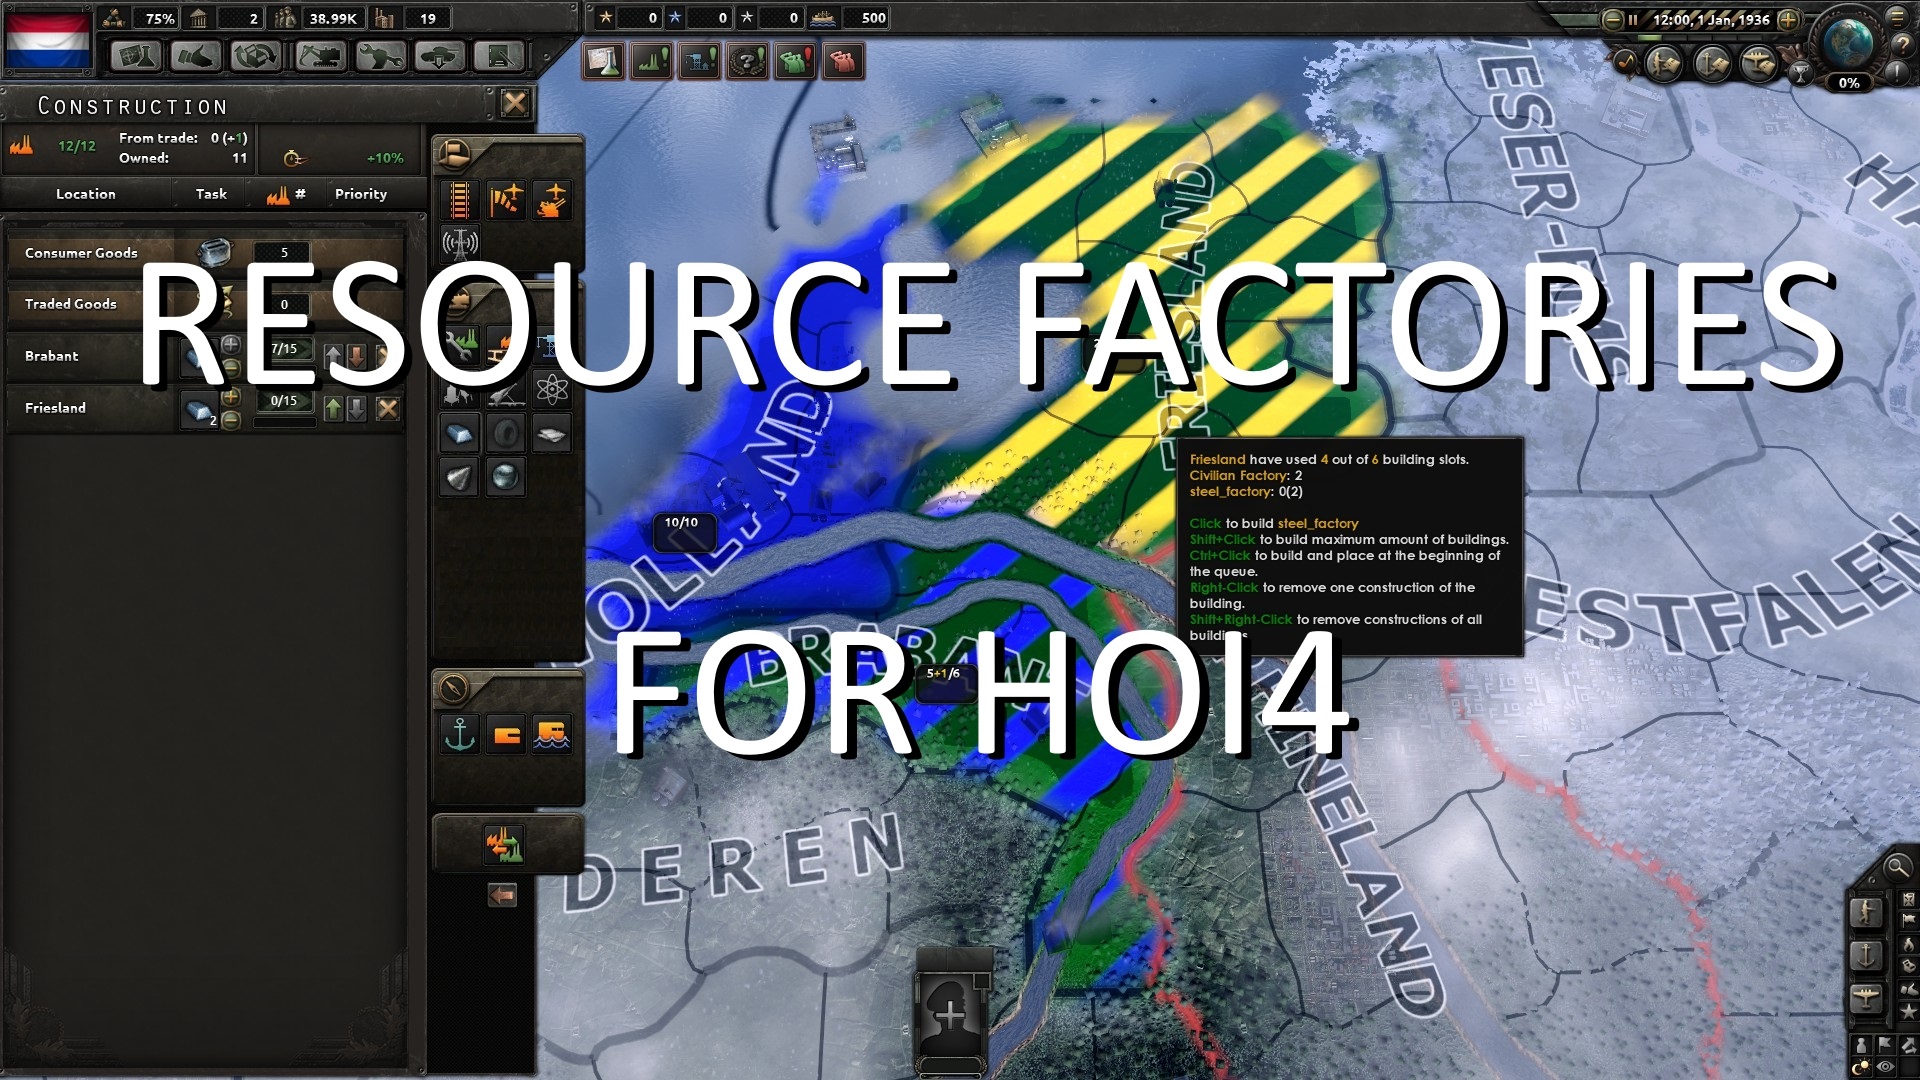 75%
2
38.99K
19
0
0
0
500
12:00, 1 Jan, 1936
0%
CONSTRUCTION
12/12
From trade: 0 (+1)
Owned: 11
+10%
Location
Task
#
Priority
Consumer Goods
5
Traded Goods
0
Brabant
7/15
Friesland
2
0/15
RESOURCE FACTORIES
FOR HOI4
WESER-EMS
FRIESLAND
HOLLAND
10/10
BRABANT
5+1/6
DEREN
ESTFALEN
INELAND
HA
Friesland have used 4 out of 6 building slots.
Civilian Factory: 2
steel_factory: 0(2)
Click to build steel_factory
Shift+Click to build maximum amount of buildings.
Ctrl+Click to build and place at the beginning of
the queue.
Right-Click to remove one construction of the
building.
Shift+Right-Click to remove constructions of all
buildings.